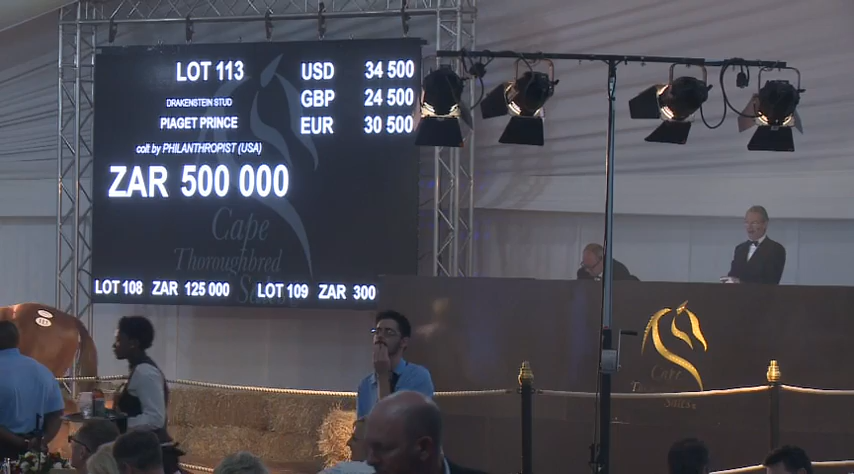 LOT 113
USD 34 500
DRAKENSTEIN STUD
GBP 24 500
PIAGET PRINCE
EUR 30 500
colt by PHILANTHROPIST (USA)
ZAR 500 000
Cape
Thoroughbred
Sales
LOT 108 ZAR 125 000 LOT 109 ZAR 300
Cape